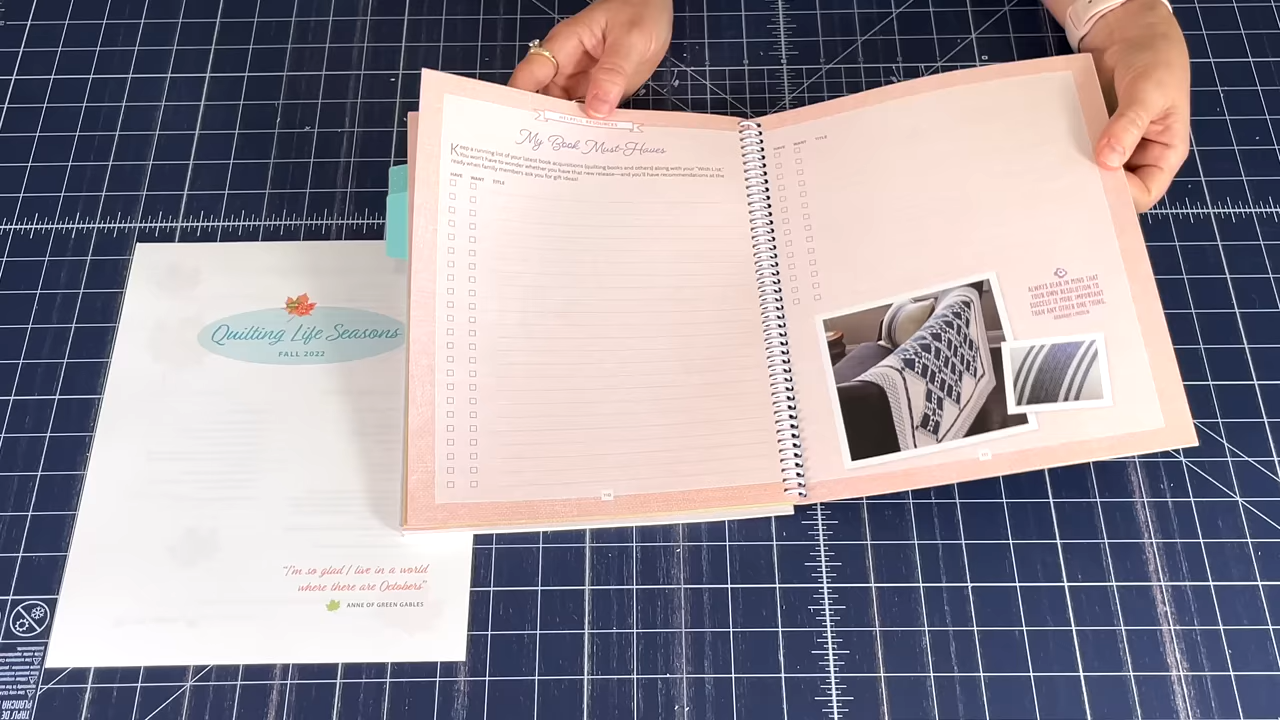 HELPFUL RESOURCES
My Book Must-Haves
Keep a running list of your latest book acquisitions (quilting books and others) along with your "Wish List."
You won't have to wonder whether you have that new release—and you'll have recommendations at the
ready when family members ask you for gift ideas!
HAVE WANT TITLE
HAVE WANT TITLE
ALWAYS BEAR IN MIND THAT
YOUR OWN RESOLUTION TO
SUCCEED IS MORE IMPORTANT
THAN ANY OTHER ONE THING.
-ABRAHAM LINCOLN
Quilting Life Seasons
FALL 2022
"I'm so glad I live in a world
where there are Octobers"
ANNE OF GREEN GABLES